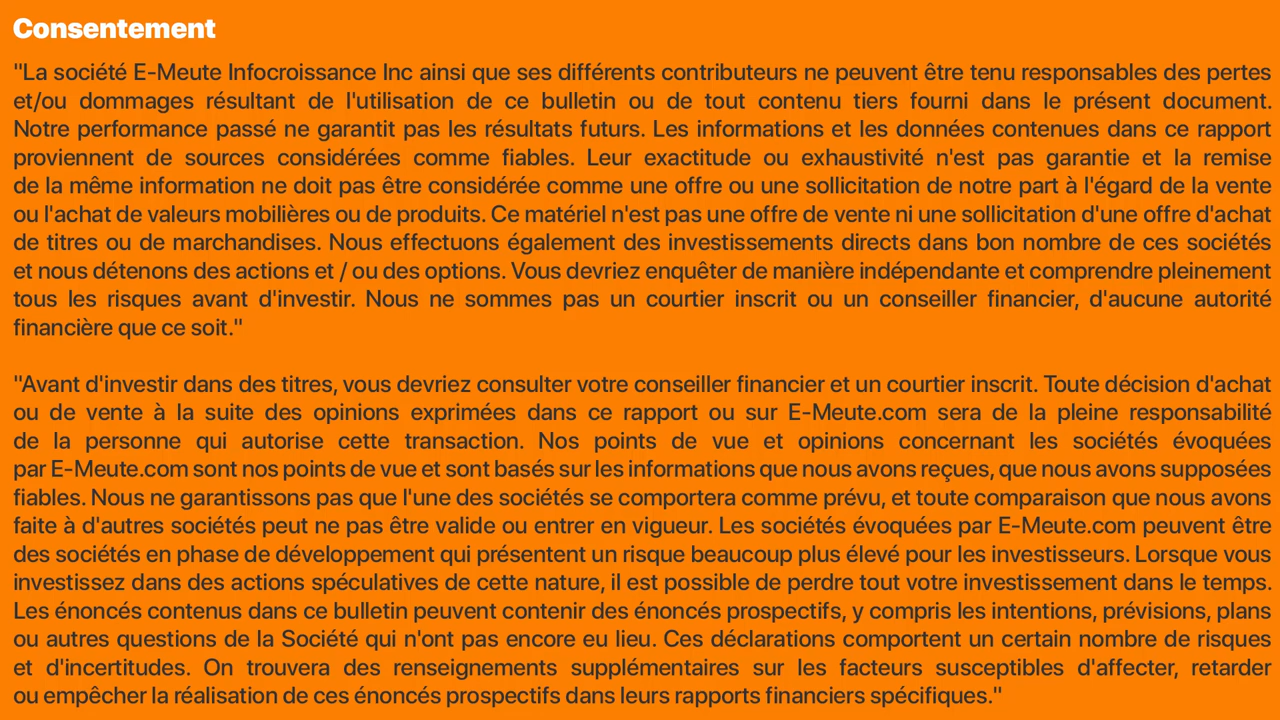 Consentement
"La société E-Meute Infocroissance Inc ainsi que ses différents contributeurs ne peuvent être tenu responsables des pertes
et/ou dommages résultant de l'utilisation de ce bulletin ou de tout contenu tiers fourni dans le présent document.
Notre performance passé ne garantit pas les résultats futurs. Les informations et les données contenues dans ce rapport
proviennent de sources considérées comme fiables. Leur exactitude ou exhaustivité n'est pas garantie et la remise
de la même information ne doit pas être considérée comme une offre ou une sollicitation de notre part à l'égard de la vente
ou l'achat de valeurs mobilières ou de produits. Ce matériel n'est pas une offre de vente ni une sollicitation d'une offre d'achat
de titres ou de marchandises. Nous effectuons également des investissements directs dans bon nombre de ces sociétés
et nous détenons des actions et / ou des options. Vous devriez enquêter de manière indépendante et comprendre pleinement
tous les risques avant d'investir. Nous ne sommes pas un courtier inscrit ou un conseiller financier, d'aucune autorité
financière que ce soit."
"Avant d'investir dans des titres, vous devriez consulter votre conseiller financier et un courtier inscrit. Toute décision d'achat
ou de vente à la suite des opinions exprimées dans ce rapport ou sur E-Meute.com sera de la pleine responsabilité
de la personne qui autorise cette transaction. Nos points de vue et opinions concernant les sociétés évoquées
par E-Meute.com sont nos points de vue et sont basés sur les informations que nous avons reçues, que nous avons supposées
fiables. Nous ne garantissons pas que l'une des sociétés se comportera comme prévu, et toute comparaison que nous avons
faite à d'autres sociétés peut ne pas être valide ou entrer en vigueur. Les sociétés évoquées par E-Meute.com peuvent être
des sociétés en phase de développement qui présentent un risque beaucoup plus élevé pour les investisseurs. Lorsque vous
investissez dans des actions spéculatives de cette nature, il est possible de perdre tout votre investissement dans le temps.
Les énoncés contenus dans ce bulletin peuvent contenir des énoncés prospectifs, y compris les intentions, prévisions, plans
ou autres questions de la Société qui n'ont pas encore eu lieu. Ces déclarations comportent un certain nombre de risques
et d'incertitudes. On trouvera des renseignements supplémentaires sur les facteurs susceptibles d'affecter, retarder
ou empêcher la réalisation de ces énoncés prospectifs dans leurs rapports financiers spécifiques."